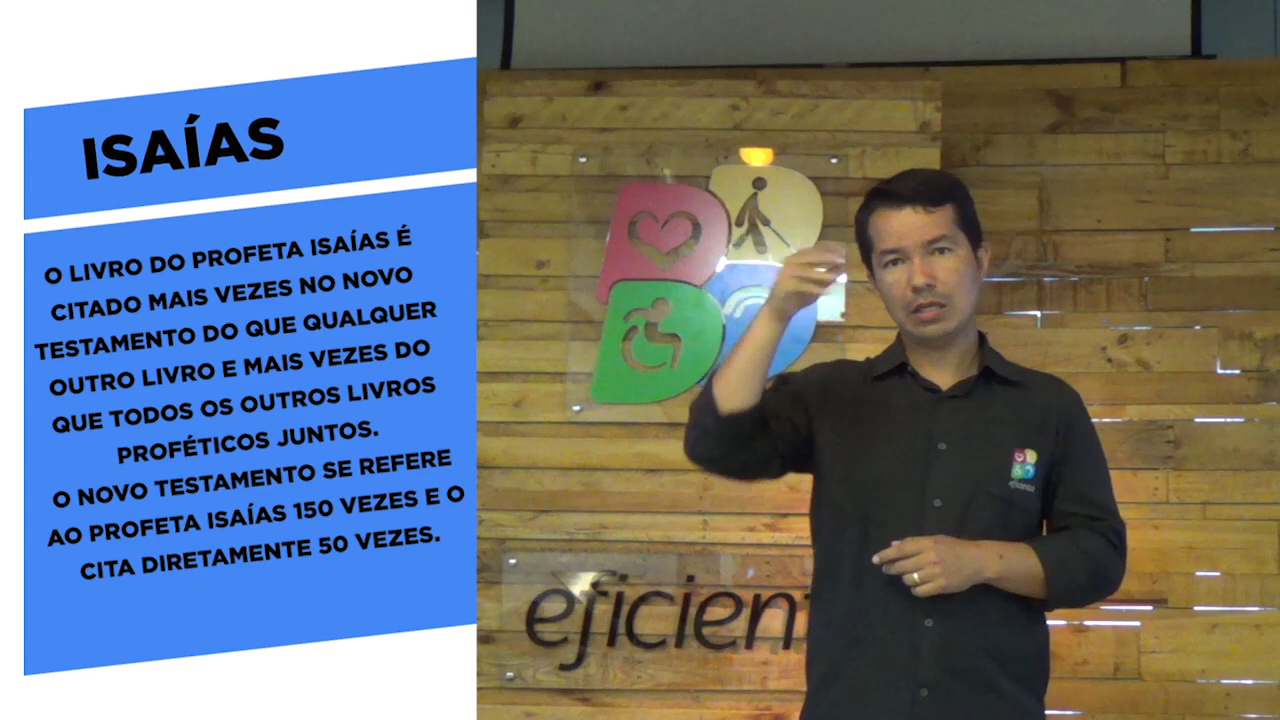 ISAÍAS
O LIVRO DO PROFETA ISAÍAS É
CITADO MAIS VEZES NO NOVO
TESTAMENTO DO QUE QUALQUER
OUTRO LIVRO E MAIS VEZES DO
QUE TODOS OS OUTROS LIVROS
PROFÉTICOS JUNTOS.
O NOVO TESTAMENTO SE REFERE
AO PROFETA ISAÍAS 150 VEZES E O
CITA DIRETAMENTE 50 VEZES.
eficient
eficiente